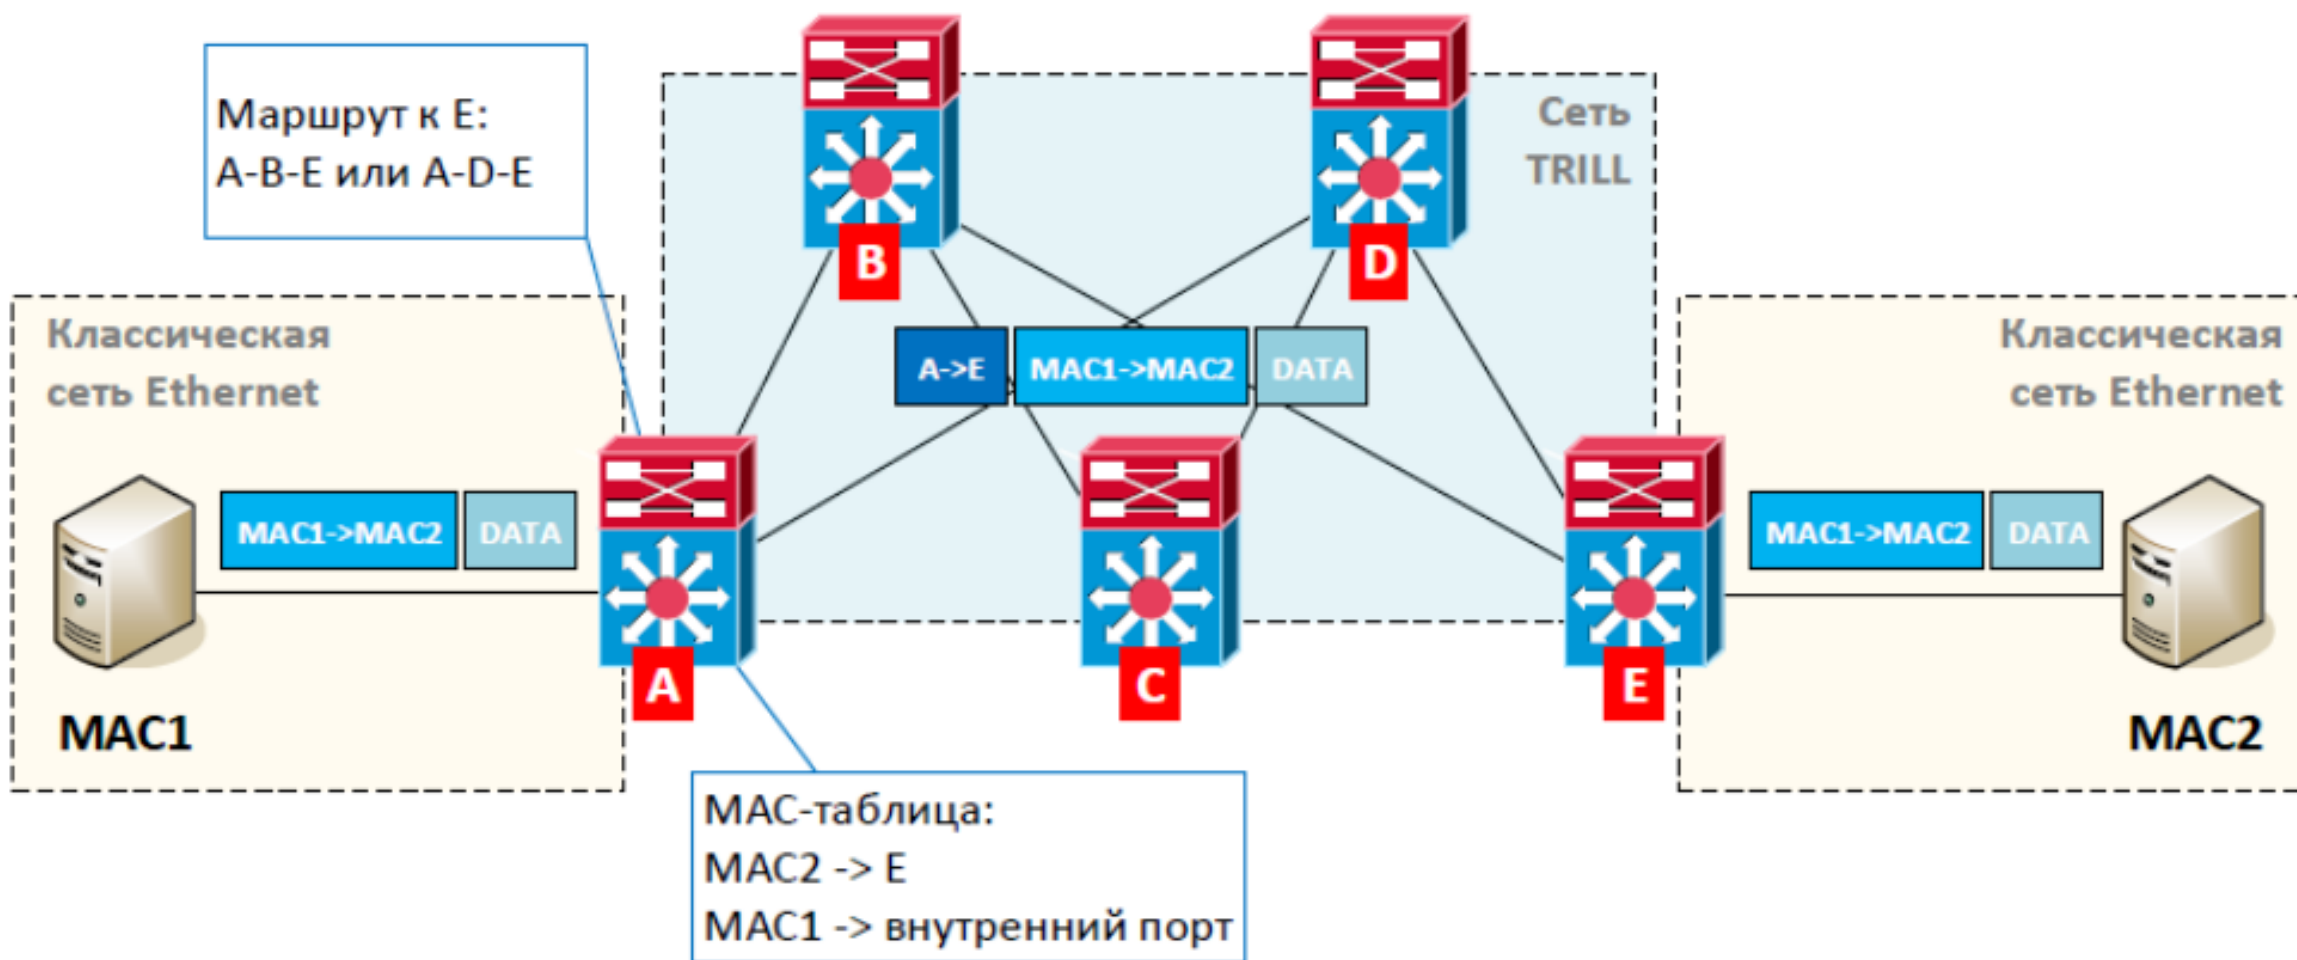 Маршрут к E:
A-B-E или A-D-E
Сеть
TRILL
B
D
Классическая
сеть Ethernet
A->E
MAC1->MAC2
DATA
Классическая
сеть Ethernet
MAC1->MAC2
DATA
MAC1->MAC2
DATA
A
C
E
MAC1
MAC2
MAC-таблица:
MAC2 -> E
MAC1 -> внутренний порт